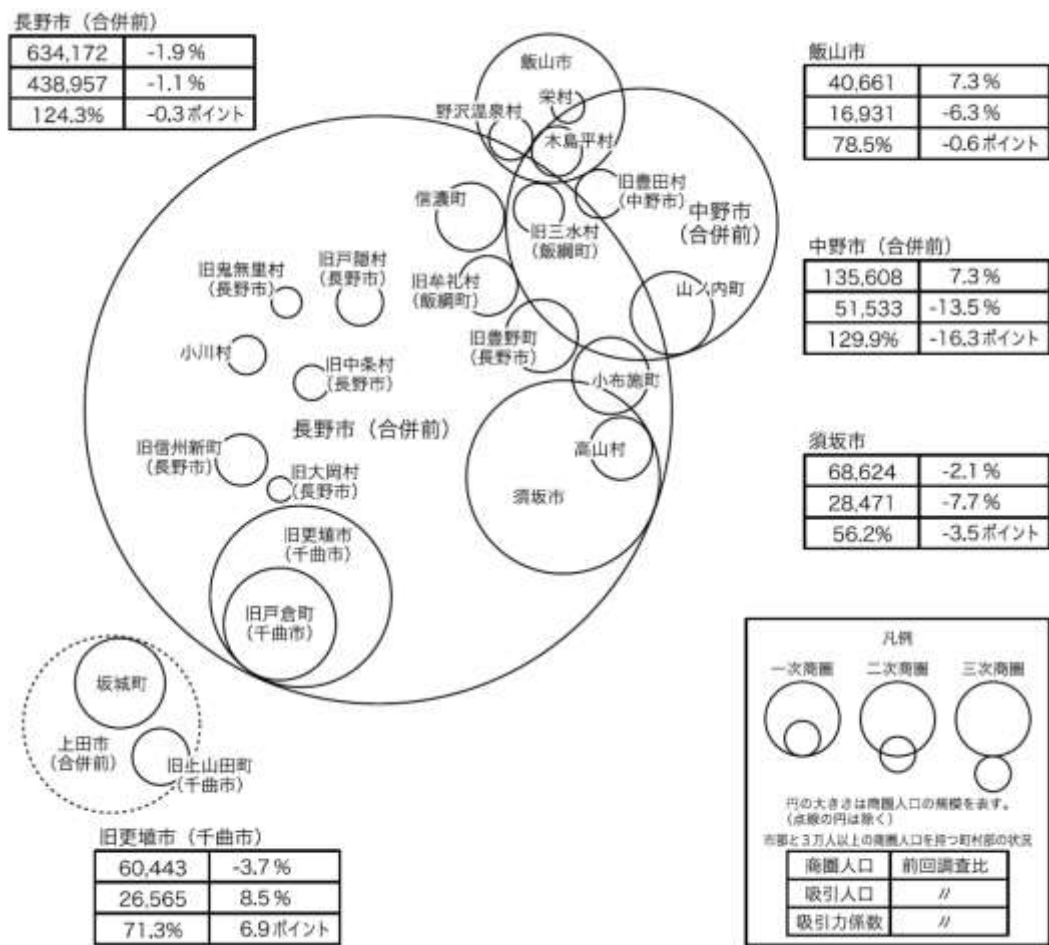 長野市（合併前）
634,172 -1.9％
438,957 -1.1％
124.3% -0.3ポイント
飯山市
40,661 7.3％
16,931 -6.3％
78.5% -0.6ポイント
中野市（合併前）
135,608 7.3％
51,533 -13.5％
129.9% -16.3ポイント
須坂市
68,624 -2.1％
28,471 -7.7％
56.2% -3.5ポイント
飯山市
栄村
野沢温泉村
木島平村
旧豊田村
（中野市）
中野市
（合併前）
信濃町
旧三水村
（飯綱町）
旧鬼無里村
（長野市）
旧戸隠村
（長野市）
旧牟礼村
（飯綱町）
山ノ内町
旧豊野町
（長野市）
小川村
旧中条村
（長野市）
小布施町
長野市（合併前）
旧信州新町
（長野市）
高山村
旧大岡村
（長野市）
須坂市
旧更埴市
（千曲市）
旧戸倉町
（千曲市）
坂城町
上田市
（合併前）
旧上山田町
（千曲市）
旧更埴市（千曲市）
60,443 -3.7％
26,565 8.5％
71.3% 6.9ポイント
凡例
一次商圏 二次商圏 三次商圏
円の大きさは商圏人口の規模を表す。
（点線の円は除く）
市部と３万人以上の商圏人口を持つ町村部の状況
商圏人口 前回調査比
吸引人口 〃
吸引力係数 〃